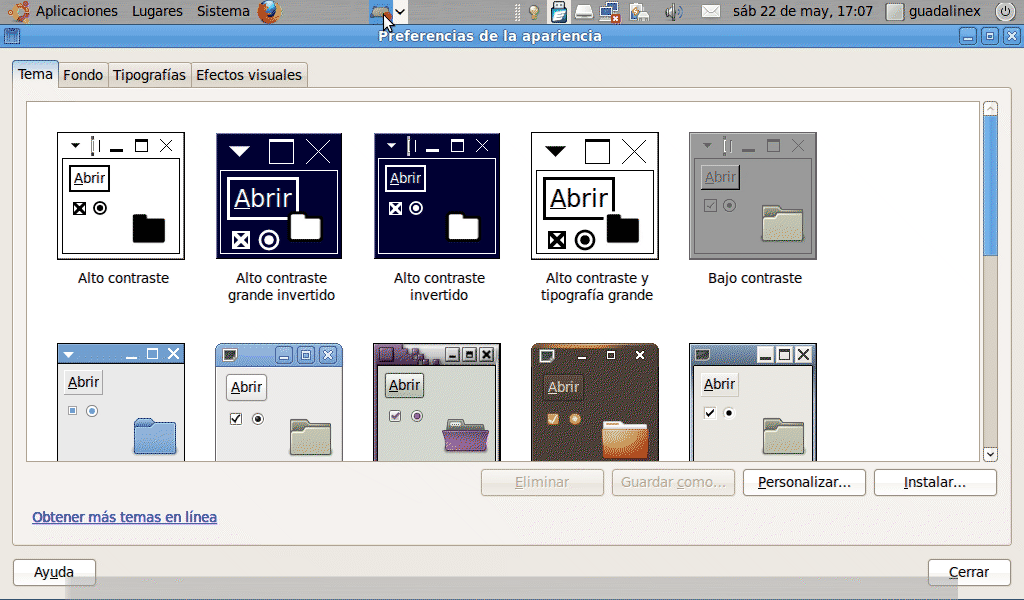 Aplicaciones Lugares Sistema sáb 22 de may, 17:07 guadalinex
Preferencias de la apariencia
Tema Fondo Tipografías Efectos visuales
Abrir Abrir Abrir Abrir Abrir
Alto contraste Alto contraste Alto contraste Alto contraste y Bajo contraste
grande invertido invertido tipografía grande
Abrir Abrir Abrir Abrir Abrir
Eliminar Guardar como... Personalizar... Instalar...
Obtener más temas en línea
Ayuda Cerrar